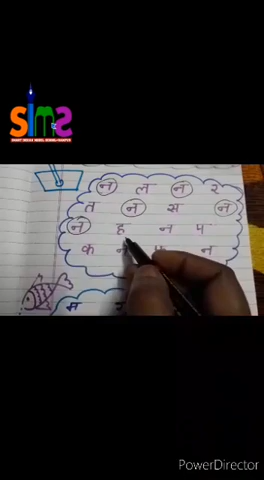 SIMS
न ल न र
त न स न
न ह न प
क न फ न
PowerDirector